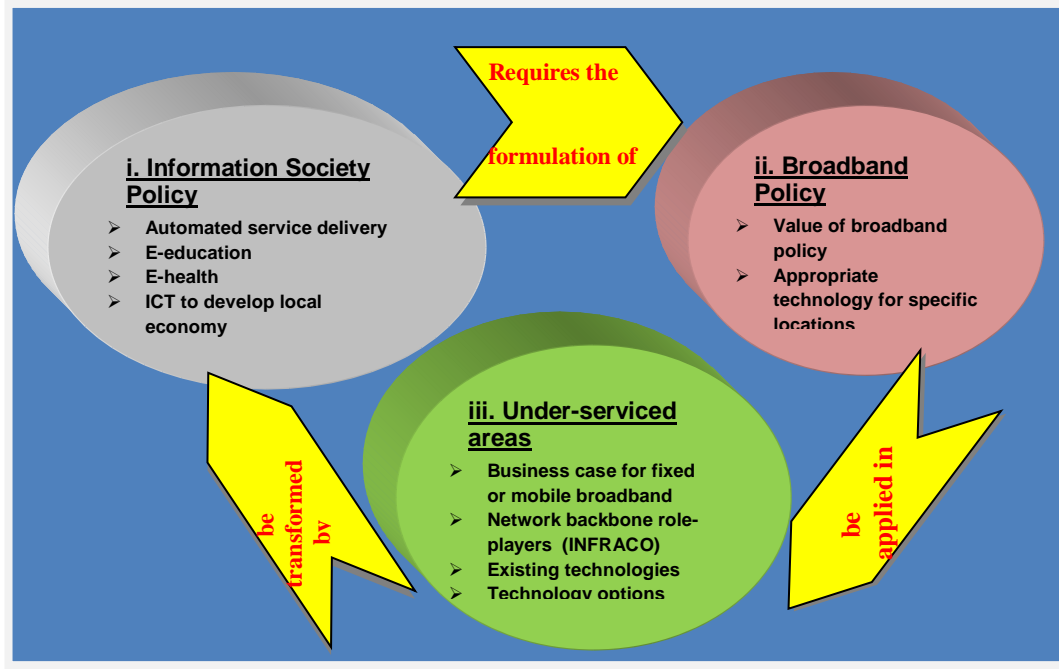 Requires the
formulation of
i. Information Society
Policy
➢ Automated service delivery
➢ E-education
➢ E-health
➢ ICT to develop local
economy
ii. Broadband
Policy
➢ Value of broadband
policy
➢ Appropriate
technology for specific
locations
be
applied in
iii. Under-serviced
areas
➢ Business case for fixed
or mobile broadband
➢ Network backbone role-
players (INFRACO)
➢ Existing technologies
➢ Technology options
be
transformed
by